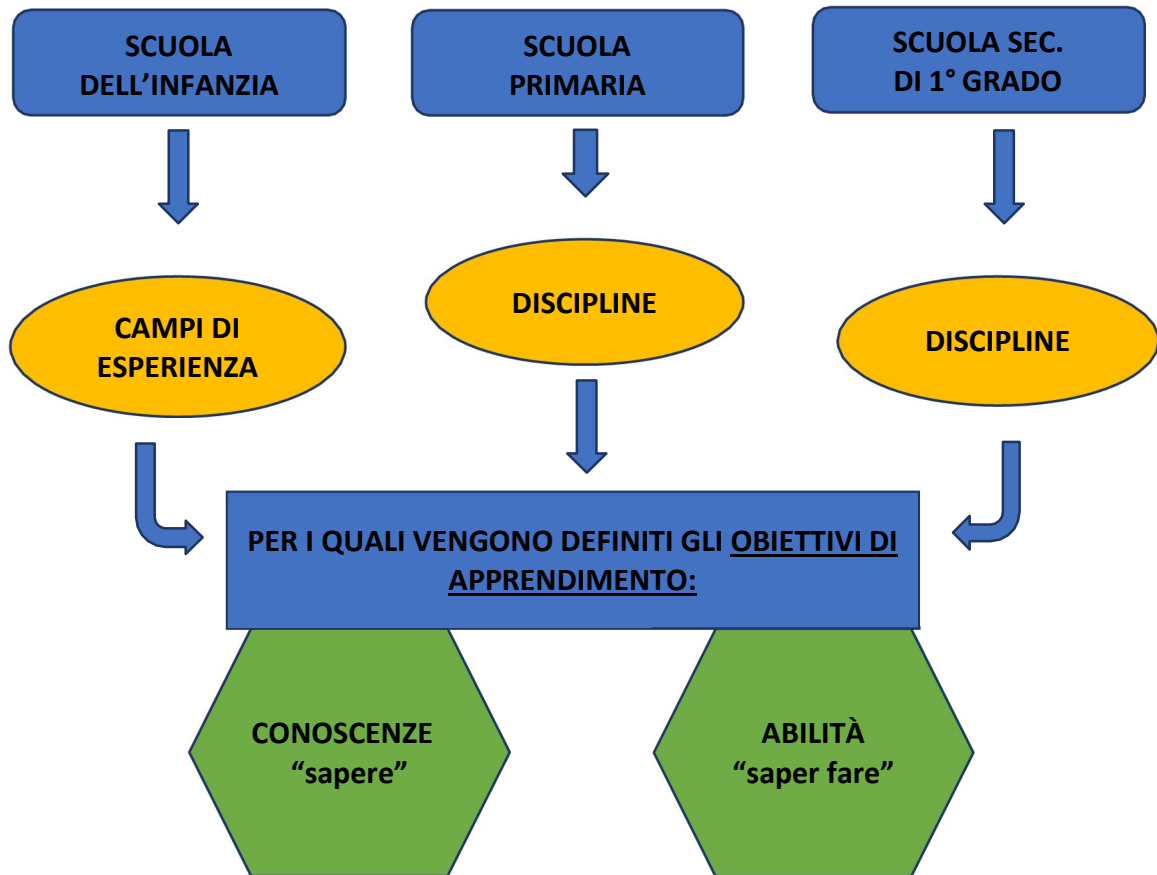 SCUOLA
DELL’INFANZIA
SCUOLA
PRIMARIA
SCUOLA SEC.
DI 1° GRADO
CAMPI DI
ESPERIENZA
DISCIPLINE
DISCIPLINE
PER I QUALI VENGONO DEFINITI GLI OBIETTIVI DI
APPRENDIMENTO:
CONOSCENZE
“sapere”
ABILITÀ
“saper fare”